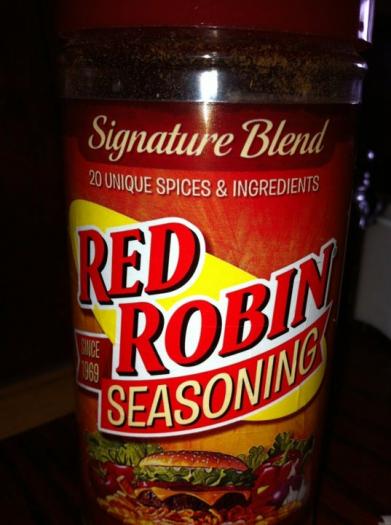 Signature Blend
20 UNIQUE SPICES & INGREDIENTS
RED
ROBIN
SINCE
1969
SEASONING